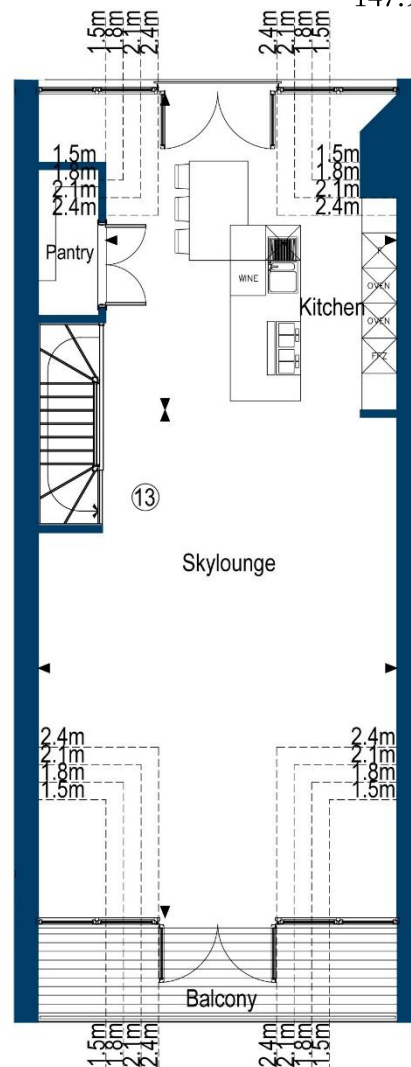 147.
1.5m
1.8m
2.1m
2.4m
2.4m
2.1m
1.8m
1.5m
1.5m
1.8m
2.1m
2.4m
1.5m
1.8m
2.1m
2.4m
Pantry
WINE
Kitchen
F
OVEN
OVEN
FFZ
13
Skylounge
2.4m
2.1m
1.8m
1.5m
2.4m
2.1m
1.8m
1.5m
Balcony
1.5m
1.8m
2.1m
2.4m
2.4m
2.1m
1.8m
1.5m